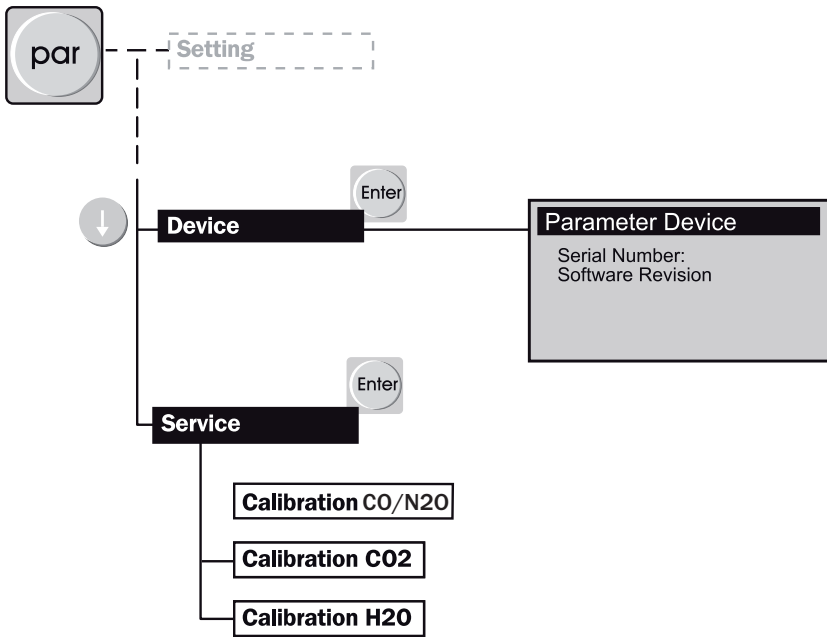 par
Setting
Enter
Device
Parameter Device
Serial Number:
Software Revision
Enter
Service
Calibration CO/N2O
Calibration CO2
Calibration H2O